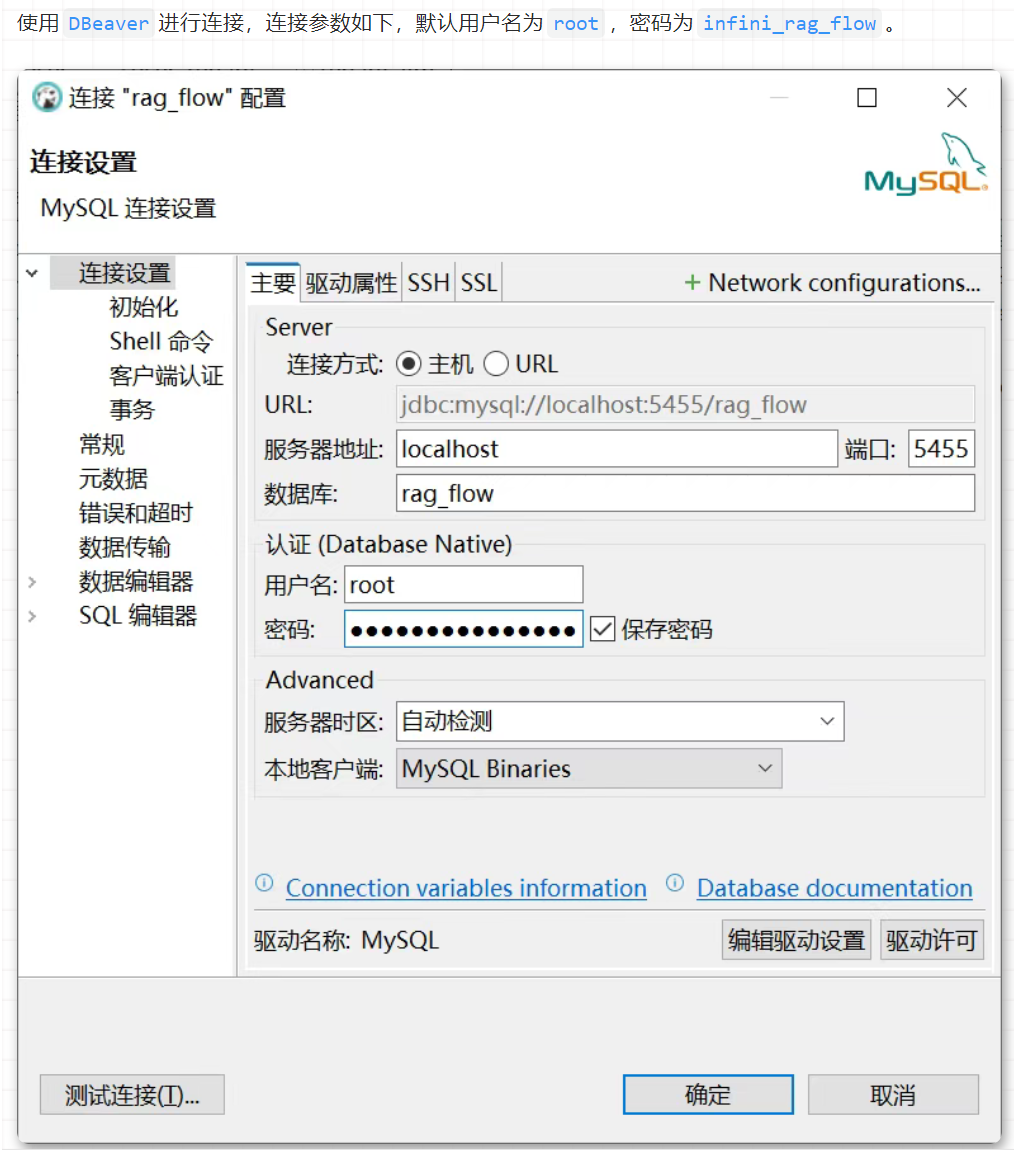 使用 DBeaver 进行连接，连接参数如下，默认用户名为 root ，密码为 infini_rag_flow 。
连接 "rag_flow" 配置
连接设置
MySQL 连接设置
MySQL
连接设置
初始化
Shell 命令
客户端认证
事务
常规
元数据
错误和超时
数据传输
数据编辑器
SQL 编辑器
主要 驱动属性 SSH SSL + Network configurations...
Server
连接方式: 主机 URL
URL: jdbc:mysql://localhost:5455/rag_flow
服务器地址: localhost 端口: 5455
数据库: rag_flow
认证 (Database Native)
用户名: root
密码: ●●●●●●●●●●●●●●● 保存密码
Advanced
服务器时区: 自动检测
本地客户端: MySQL Binaries
Connection variables information Database documentation
驱动名称: MySQL 编辑驱动设置 驱动许可
测试连接(T)... 确定 取消